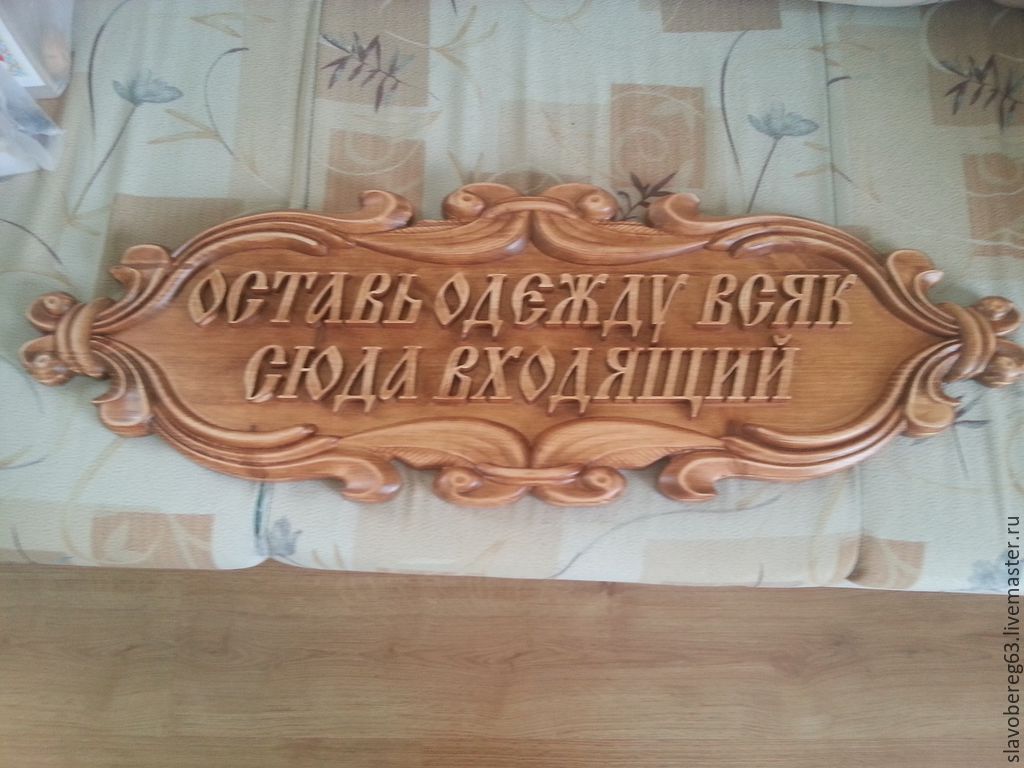 ОСТАВЬ ОДЕЖДУ ВСЯК
СЮДА ВХОДЯЩИЙ
slavobereg63.livemaster.ru